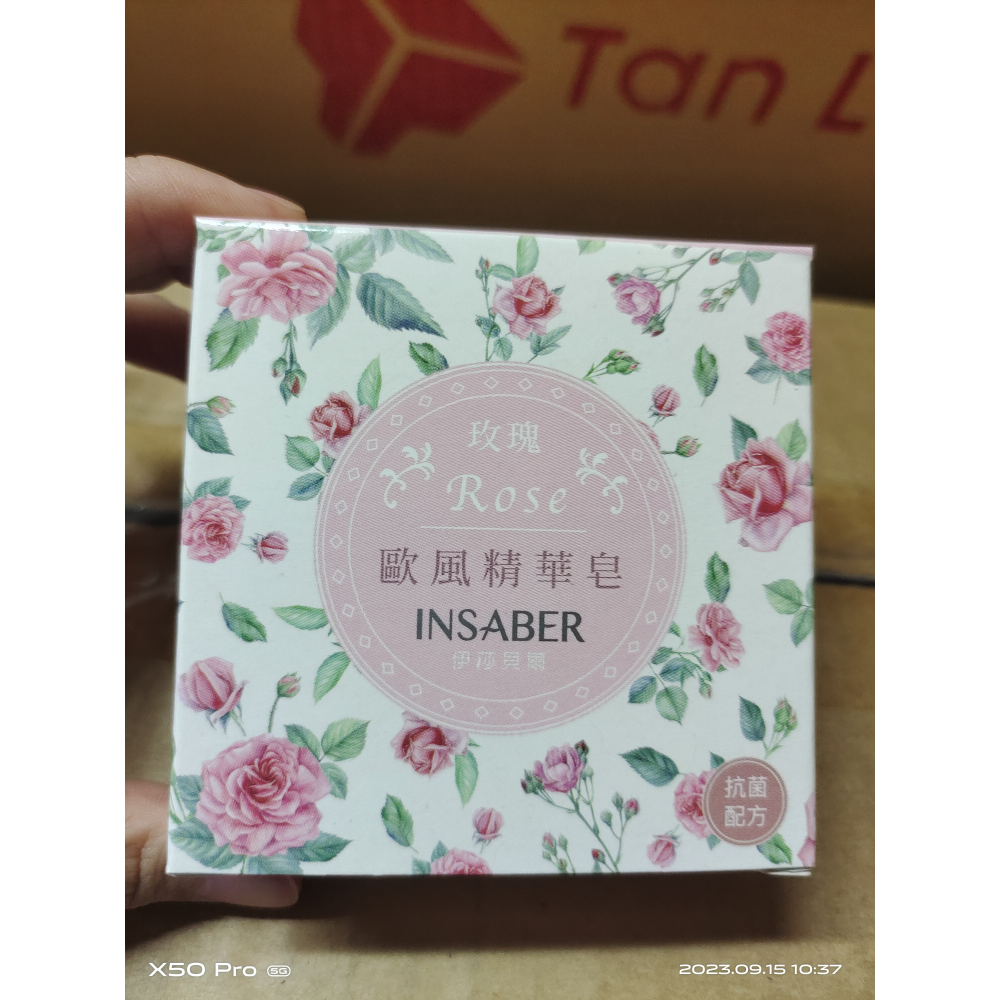 Tan L
玫瑰
Rose
歐風精華皂
INSABER
伊莎貝爾
抗菌
配方
X50 Pro 5G
2023.09.15 10:37